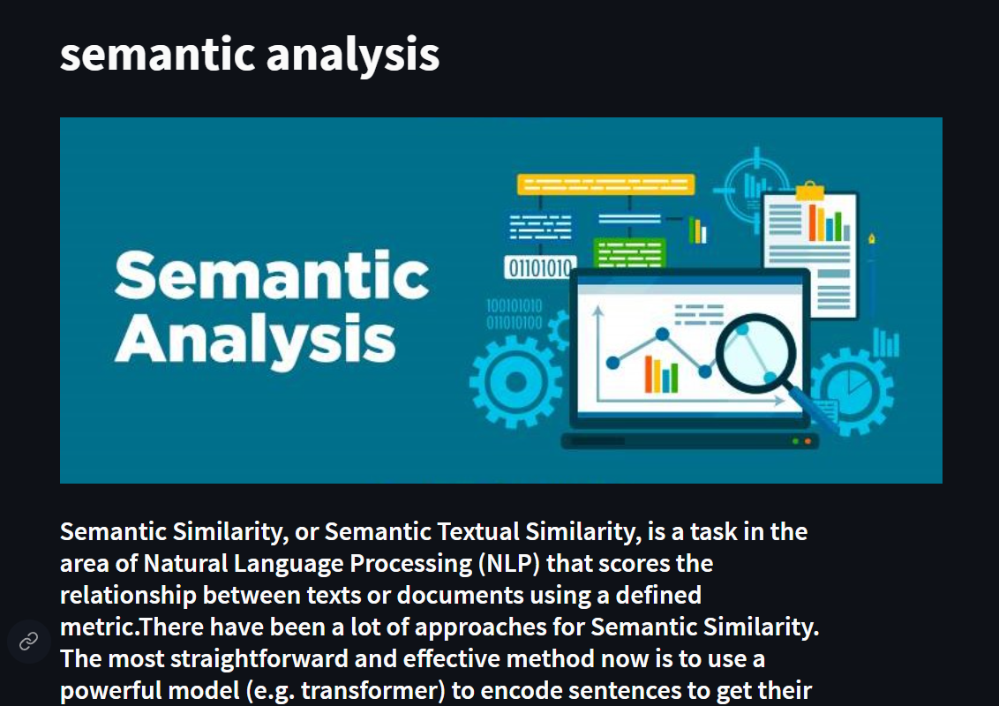 semantic analysis
Semantic
Analysis
01101010
100101010
011010100
Semantic Similarity, or Semantic Textual Similarity, is a task in the
area of Natural Language Processing (NLP) that scores the
relationship between texts or documents using a defined
metric.There have been a lot of approaches for Semantic Similarity.
The most straightforward and effective method now is to use a
powerful model (e.g. transformer) to encode sentences to get their